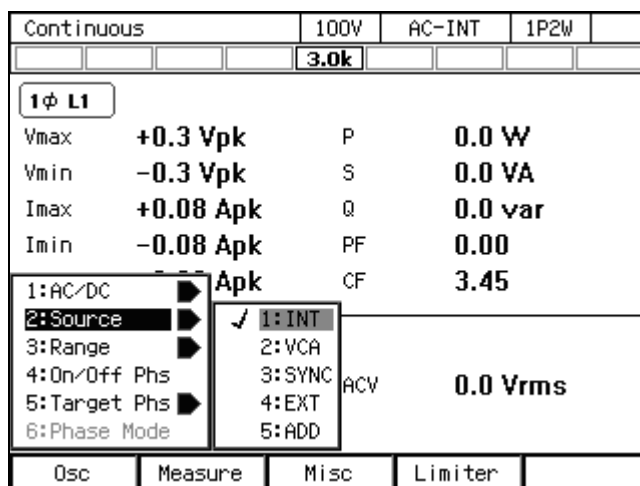 Continuous 100V AC-INT 1P2W
3.0k
1ϕ L1
Vmax +0.3 Vpk P 0.0 W
Vmin -0.3 Vpk S 0.0 VA
Imax +0.08 Apk Q 0.0 var
Imin -0.08 Apk PF 0.00
Apk CF 3.45
1:AC/DC
2:Source
3:Range
4:On/Off Phs
5:Target Phs
6:Phase Mode
1:INT
2:VCA
3:SYNC
4:EXT
5:ADD
ACV 0.0 Vrms
Osc Measure Misc Limiter